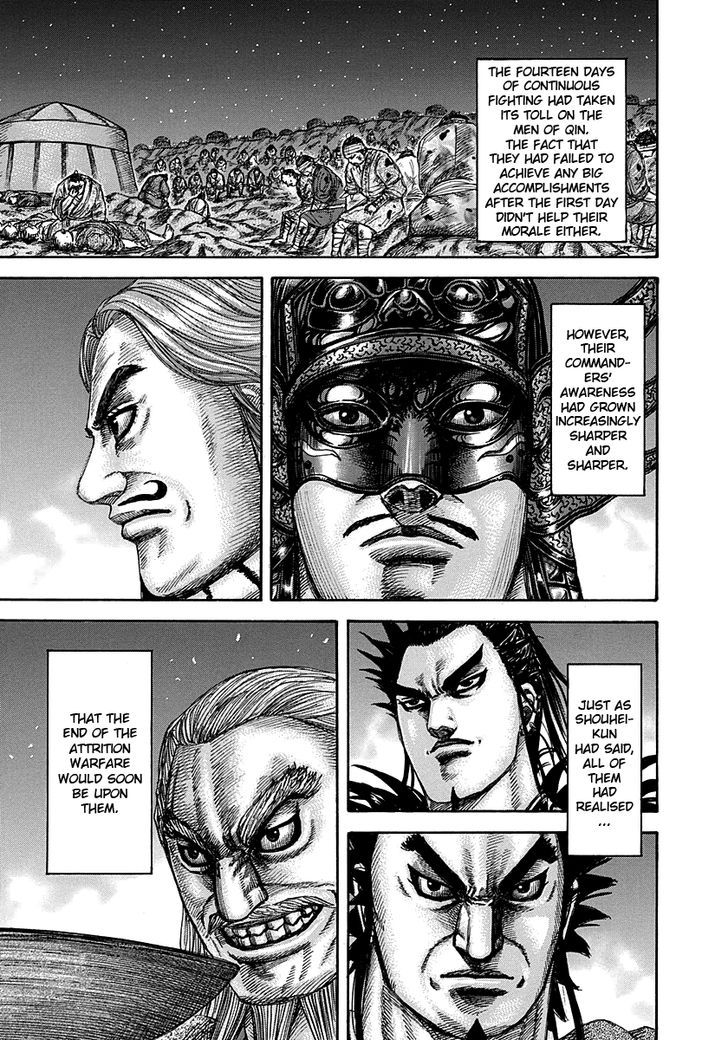 THE FOURTEEN DAYS
OF CONTINUOUS
FIGHTING HAD TAKEN
ITS TOLL ON THE
MEN OF QIN.
THE FACT THAT
THEY HAD FAILED TO
ACHIEVE ANY BIG
ACCOMPLISHMENTS
AFTER THE FIRST DAY
DIDN'T HELP THEIR
MORALE EITHER.
HOWEVER,
THEIR
COMMAND-
ERS'
AWARENESS
HAD GROWN
INCREASINGLY
SHARPER
AND
SHARPER.
JUST AS
SHOUHEI-
KUN
HAD SAID,
ALL OF
THEM
HAD
REALISED
...
THAT THE
END OF THE
ATTRITION
WARFARE
WOULD SOON
BE UPON
THEM.